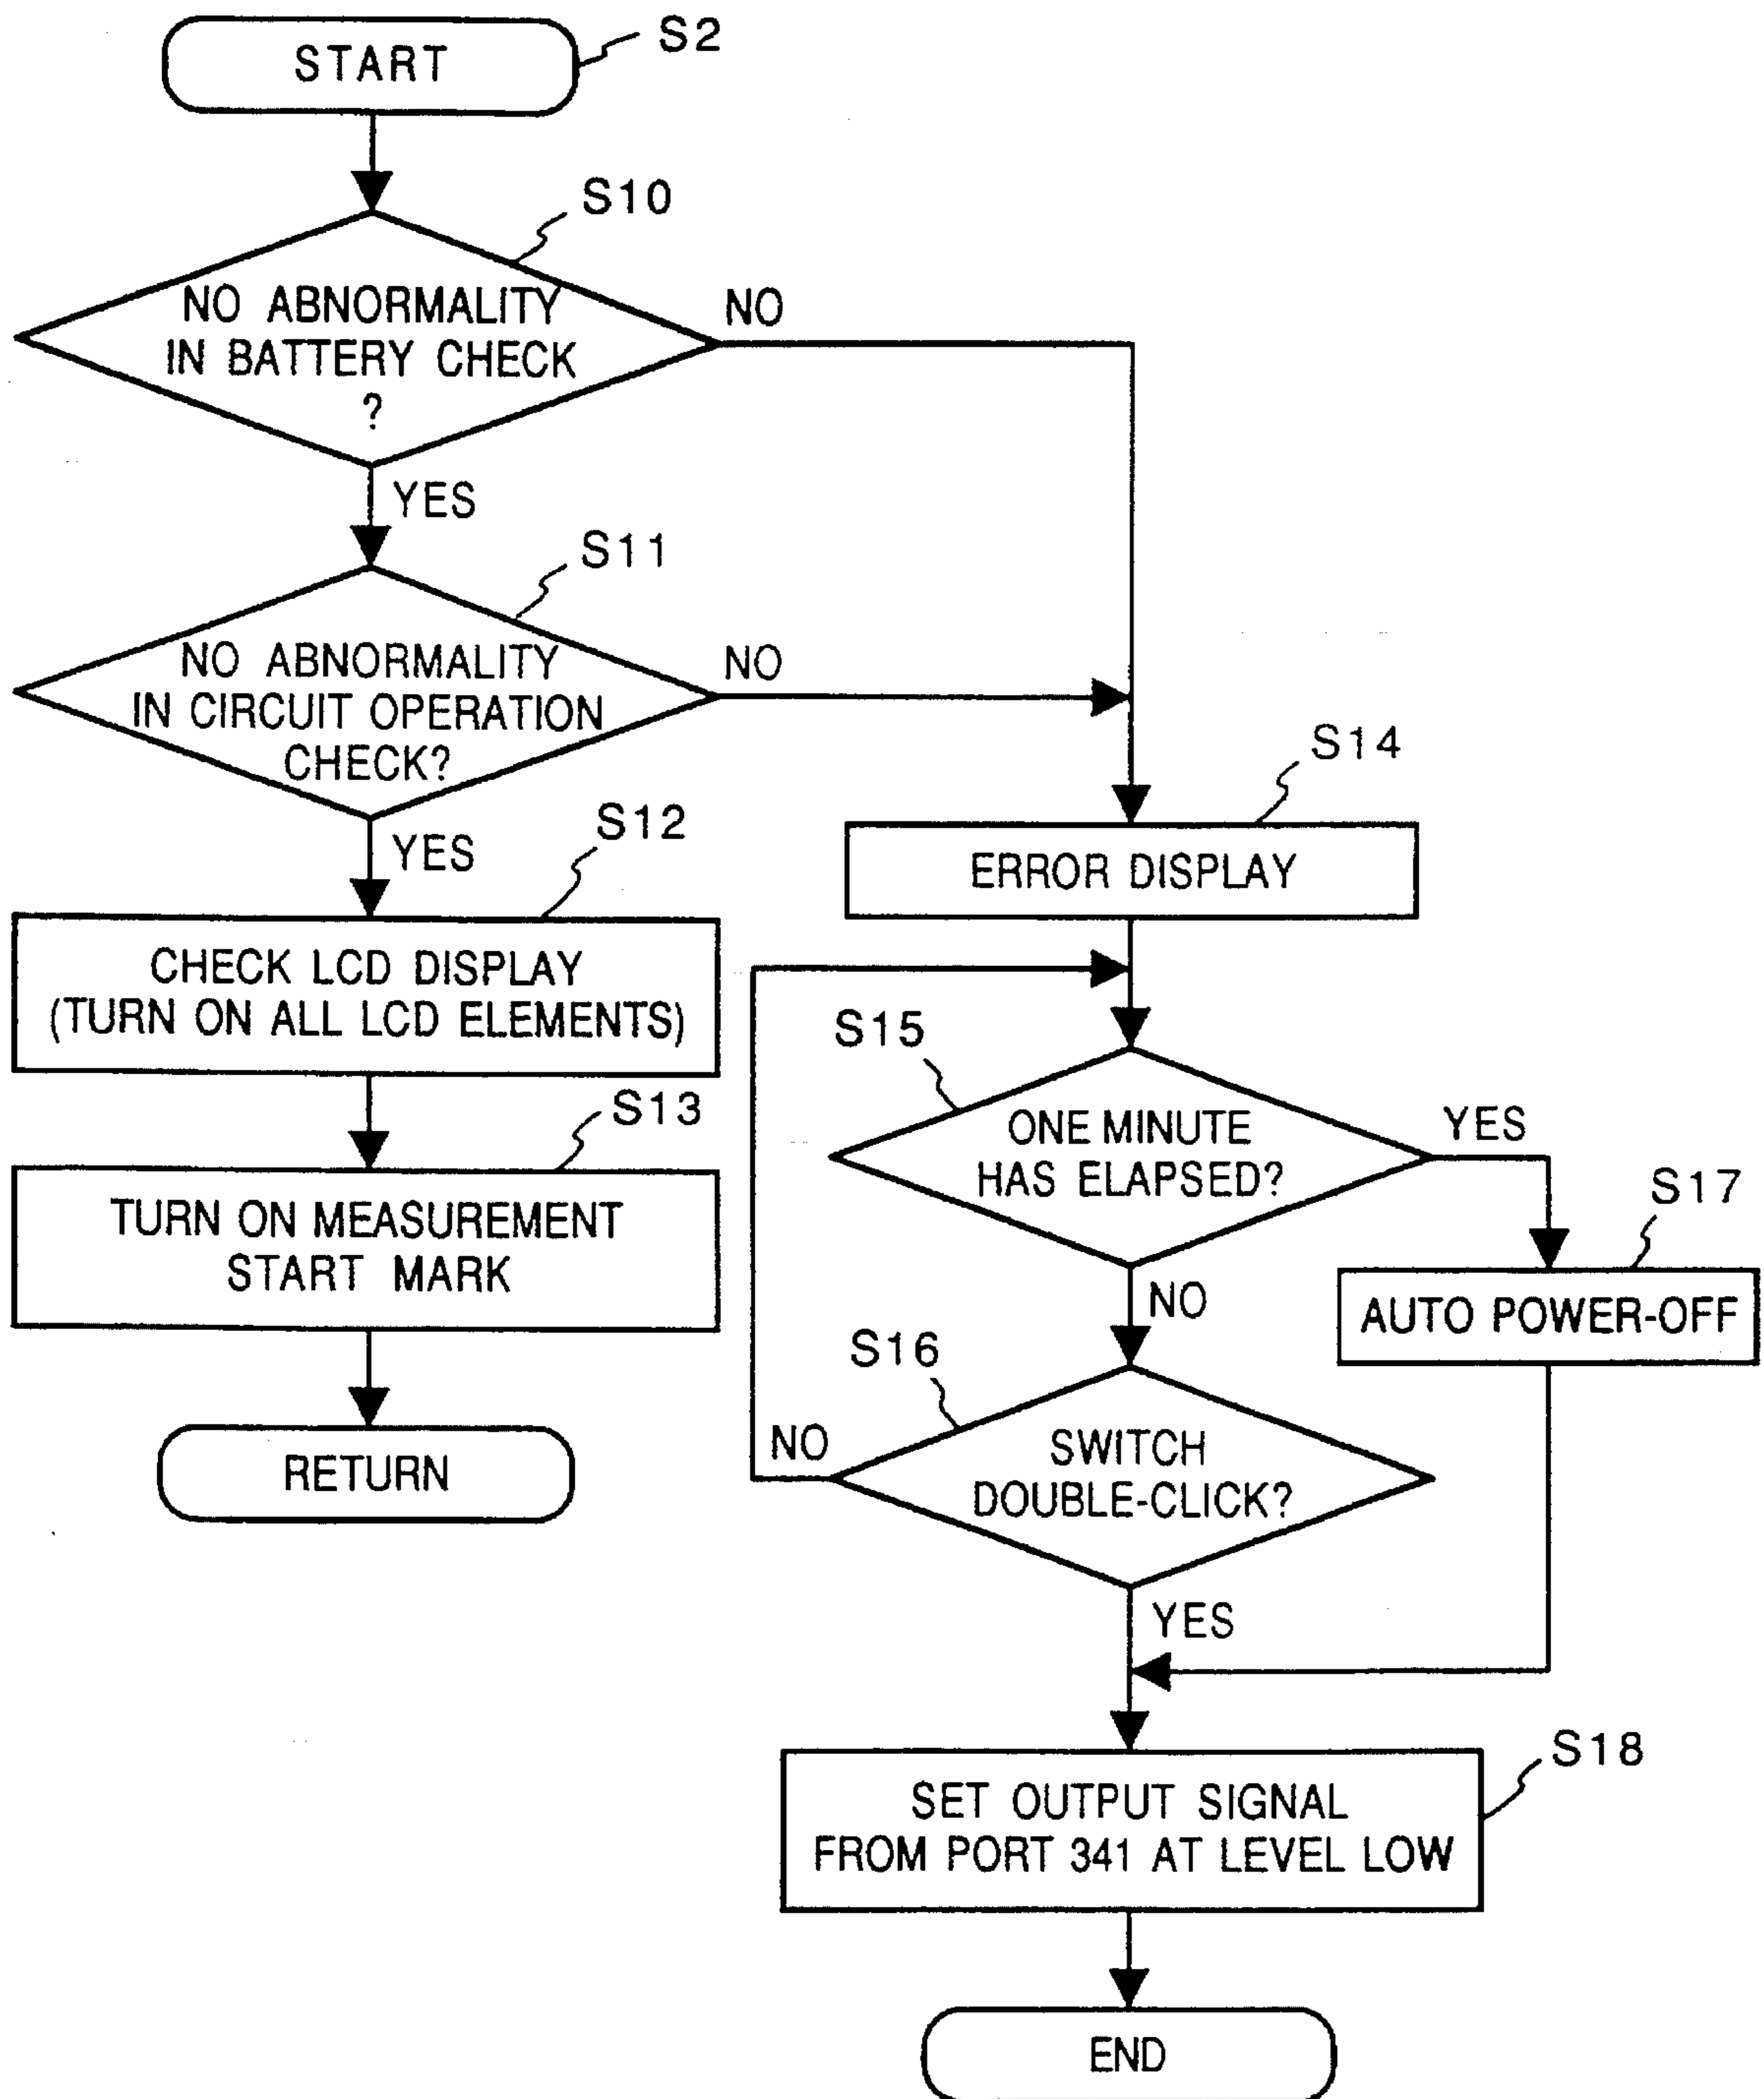 START
S2
S10
NO ABNORMALITY
IN BATTERY CHECK
?
NO
YES
S11
NO ABNORMALITY
IN CIRCUIT OPERATION
CHECK?
NO
YES
S12
CHECK LCD DISPLAY
(TURN ON ALL LCD ELEMENTS)
S13
TURN ON MEASUREMENT
START MARK
RETURN
S14
ERROR DISPLAY
S15
ONE MINUTE
HAS ELAPSED?
YES
NO
S17
AUTO POWER-OFF
S16
SWITCH
DOUBLE-CLICK?
NO
YES
S18
SET OUTPUT SIGNAL
FROM PORT 341 AT LEVEL LOW
END